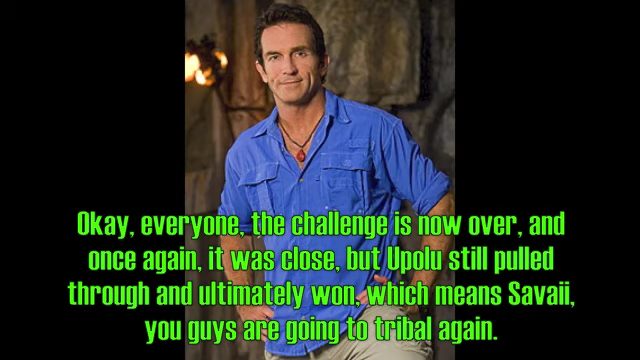 Okay, everyone, the challenge is now over, and
once again, it was close, but Upolu still pulled
through and ultimately won, which means Savaii,
you guys are going to tribal again.